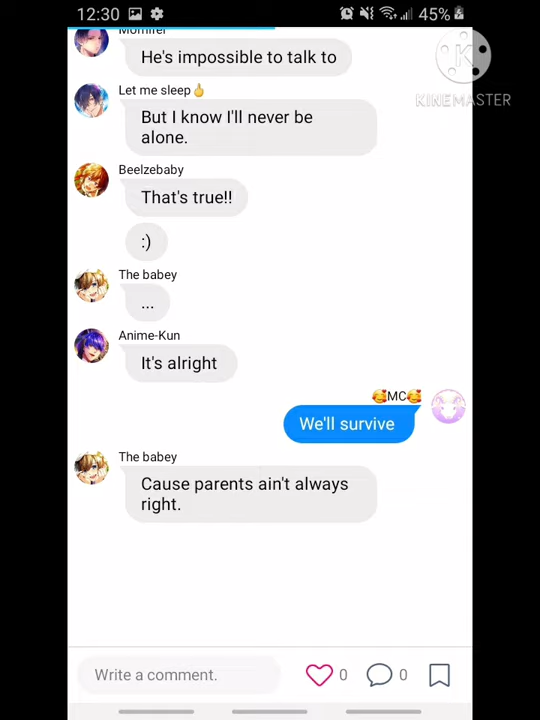 12:30
45%
KINEMASTER
He's impossible to talk to
Let me sleep🖕
But I know I'll never be
alone.
Beelzebaby
That's true!!
:)
The babey
...
Anime-Kun
It's alright
🥰MC🥰
We'll survive
The babey
Cause parents ain't always
right.
Write a comment.
0
0